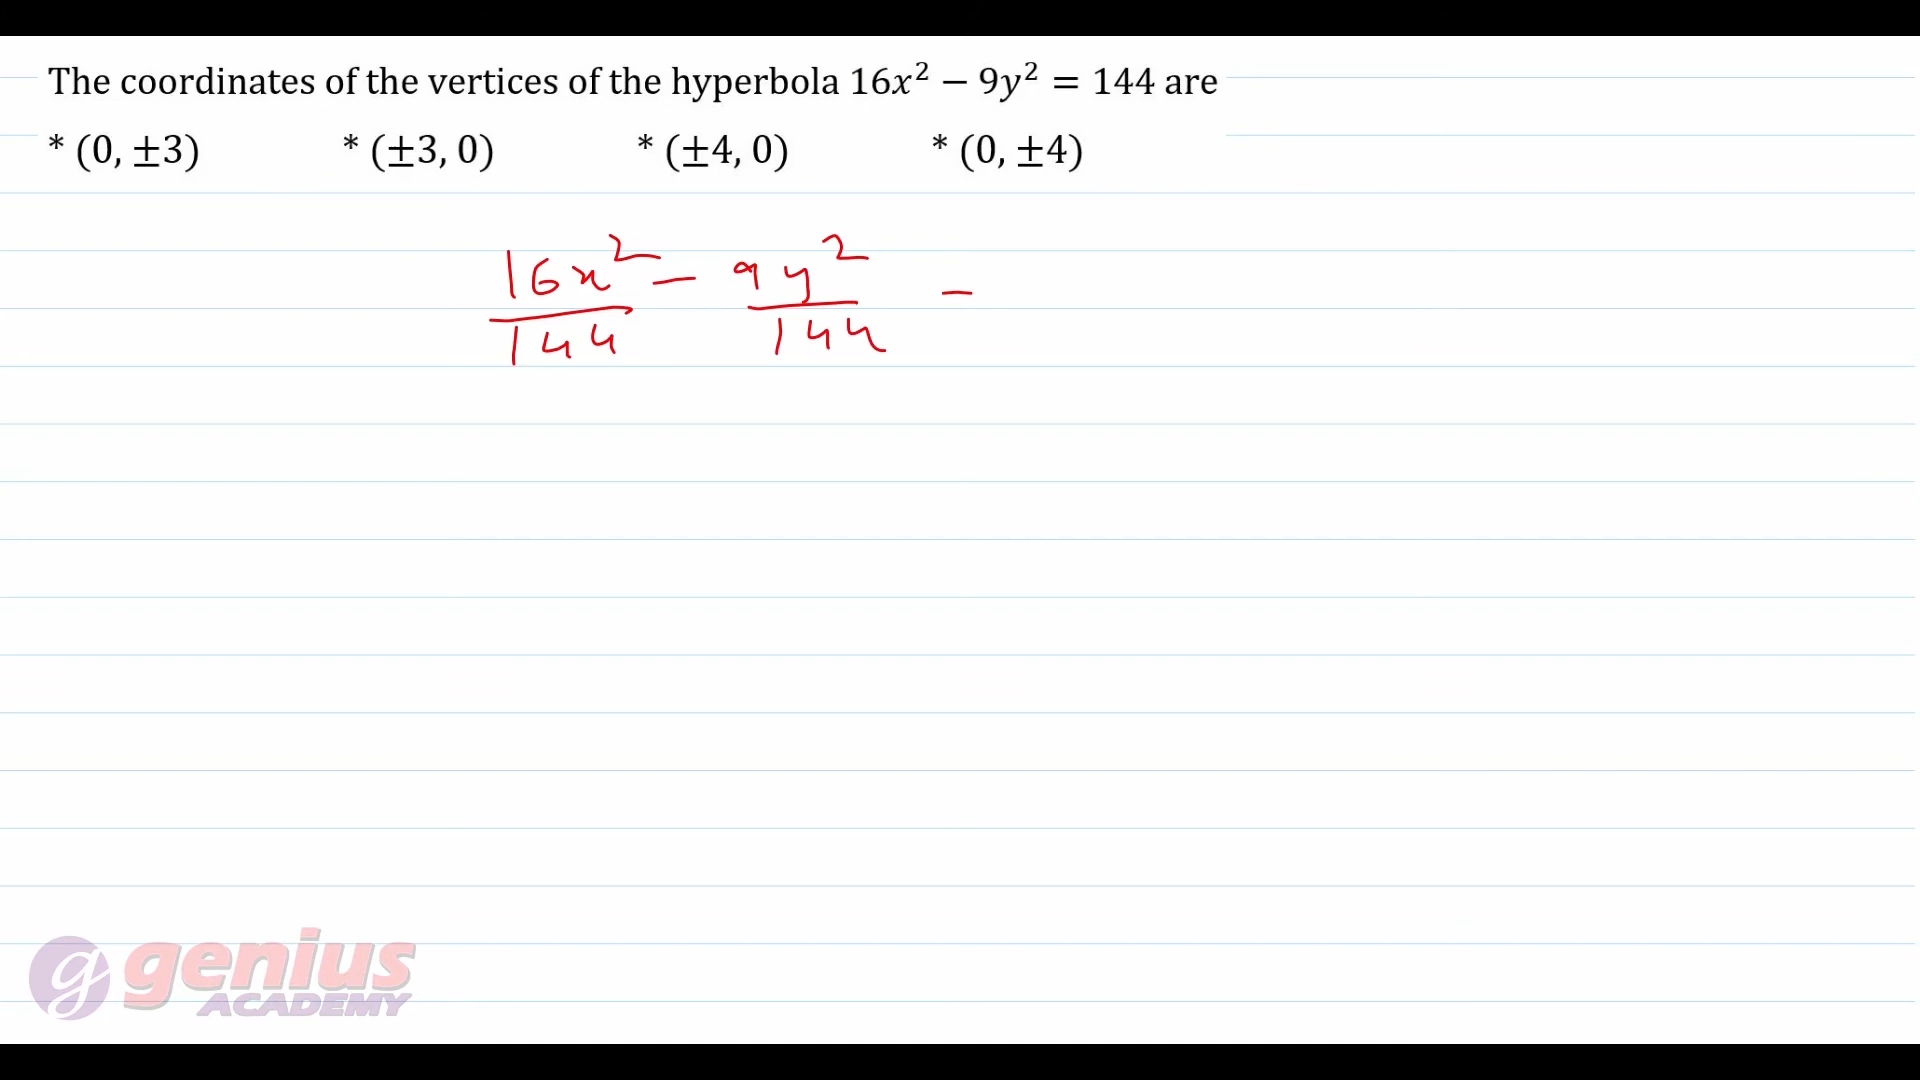 The coordinates of the vertices of the hyperbola 16x² − 9y² = 144 are
* (0, ±3) * (±3, 0) * (±4, 0) * (0, ±4)
16x² − 9y² −
144 144
genius
ACADEMY